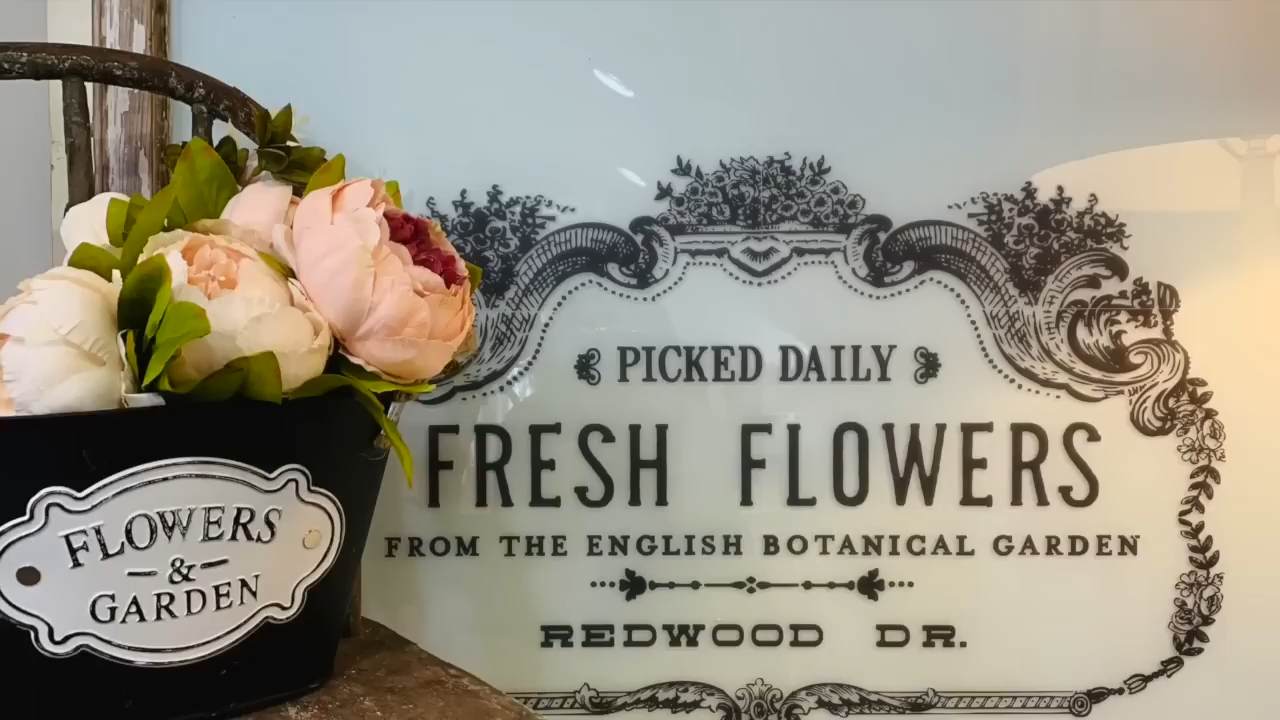 PICKED DAILY
FRESH FLOWERS
FROM THE ENGLISH BOTANICAL GARDEN
REDWOOD DR.
FLOWERS
&
GARDEN